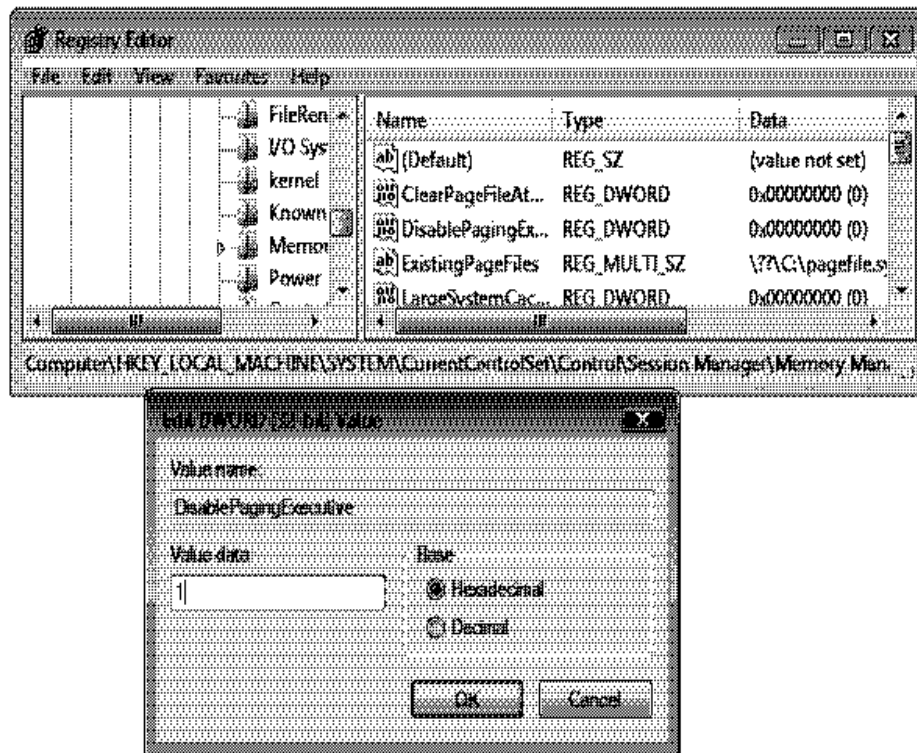 Registry Editor
File Edit View Favorites Help
FileRen
I/O Sys
kernel
Known
Memor
Power
Name Type Data
(Default) REG_SZ (value not set)
ClearPageFileAt... REG_DWORD 0x00000000 (0)
DisablePagingEx... REG_DWORD 0x00000000 (0)
ExistingPageFiles REG_MULTI_SZ \??\C:\pagefile.sy
LargeSystemCac... REG_DWORD 0x00000000 (0)
Computer\HKEY_LOCAL_MACHINE\SYSTEM\CurrentControlSet\Control\Session Manager\Memory Man...
Edit DWORD (32-bit) Value
Value name:
DisablePagingExecutive
Value data: Base
1 Hexadecimal
Decimal
OK Cancel